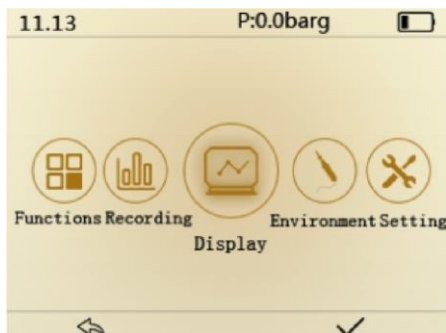 11.13 P:0.0barg
Functions Recording Environment Setting
Display